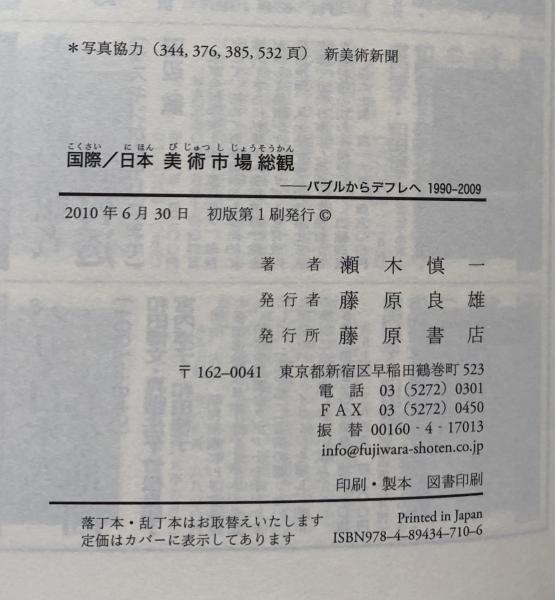 ＊写真協力（344, 376, 385, 532 頁） 新美術新聞
こくさい にほん びじゅつしじょうそうかん
国際／日本 美術市場総観
――バブルからデフレへ 1990–2009
2010 年 6 月 30 日 初版第 1 刷発行 ©
著者 瀬木慎一
発行者 藤原良雄
発行所 藤原書店
〒162–0041 東京都新宿区早稲田鶴巻町 523
電話 03（5272）0301
FAX 03（5272）0450
振替 00160‐4‐17013
info@fujiwara-shoten.co.jp
印刷・製本 図書印刷
落丁本・乱丁本はお取替えいたします
定価はカバーに表示してあります
Printed in Japan
ISBN978–4–89434–710–6